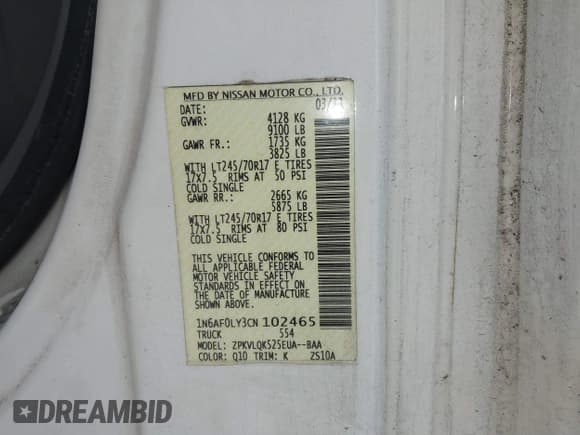 MFD BY NISSAN MOTOR CO., LTD.
DATE: 03/11
GVWR: 4128 KG
9100 LB
GAWR FR.: 1735 KG
3825 LB
WITH LT245/70R17 E TIRES
17X7.5 RIMS AT 50 PSI
COLD SINGLE
GAWR RR.: 2665 KG
5875 LB
WITH LT245/70R17 E TIRES
17X7.5 RIMS AT 80 PSI
COLD SINGLE
THIS VEHICLE CONFORMS TO
ALL APPLICABLE FEDERAL
MOTOR VEHICLE SAFETY
STANDARDS IN EFFECT ON
THE DATE OF MANUFACTURE
SHOWN ABOVE.
1N6AF0LY3CN 102465
TRUCK 554
MODEL: ZPKVLQK525EUA--BAA
COLOR: Q10 TRIM: K ZS10A
DREAMBID